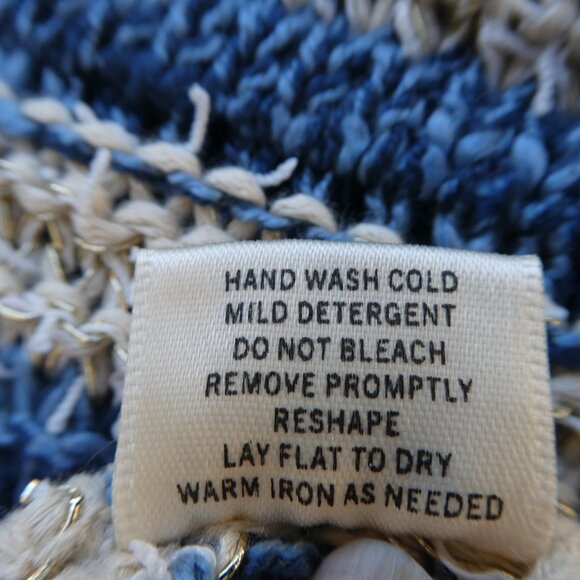 HAND WASH COLD
MILD DETERGENT
DO NOT BLEACH
REMOVE PROMPTLY
RESHAPE
LAY FLAT TO DRY
WARM IRON AS NEEDED